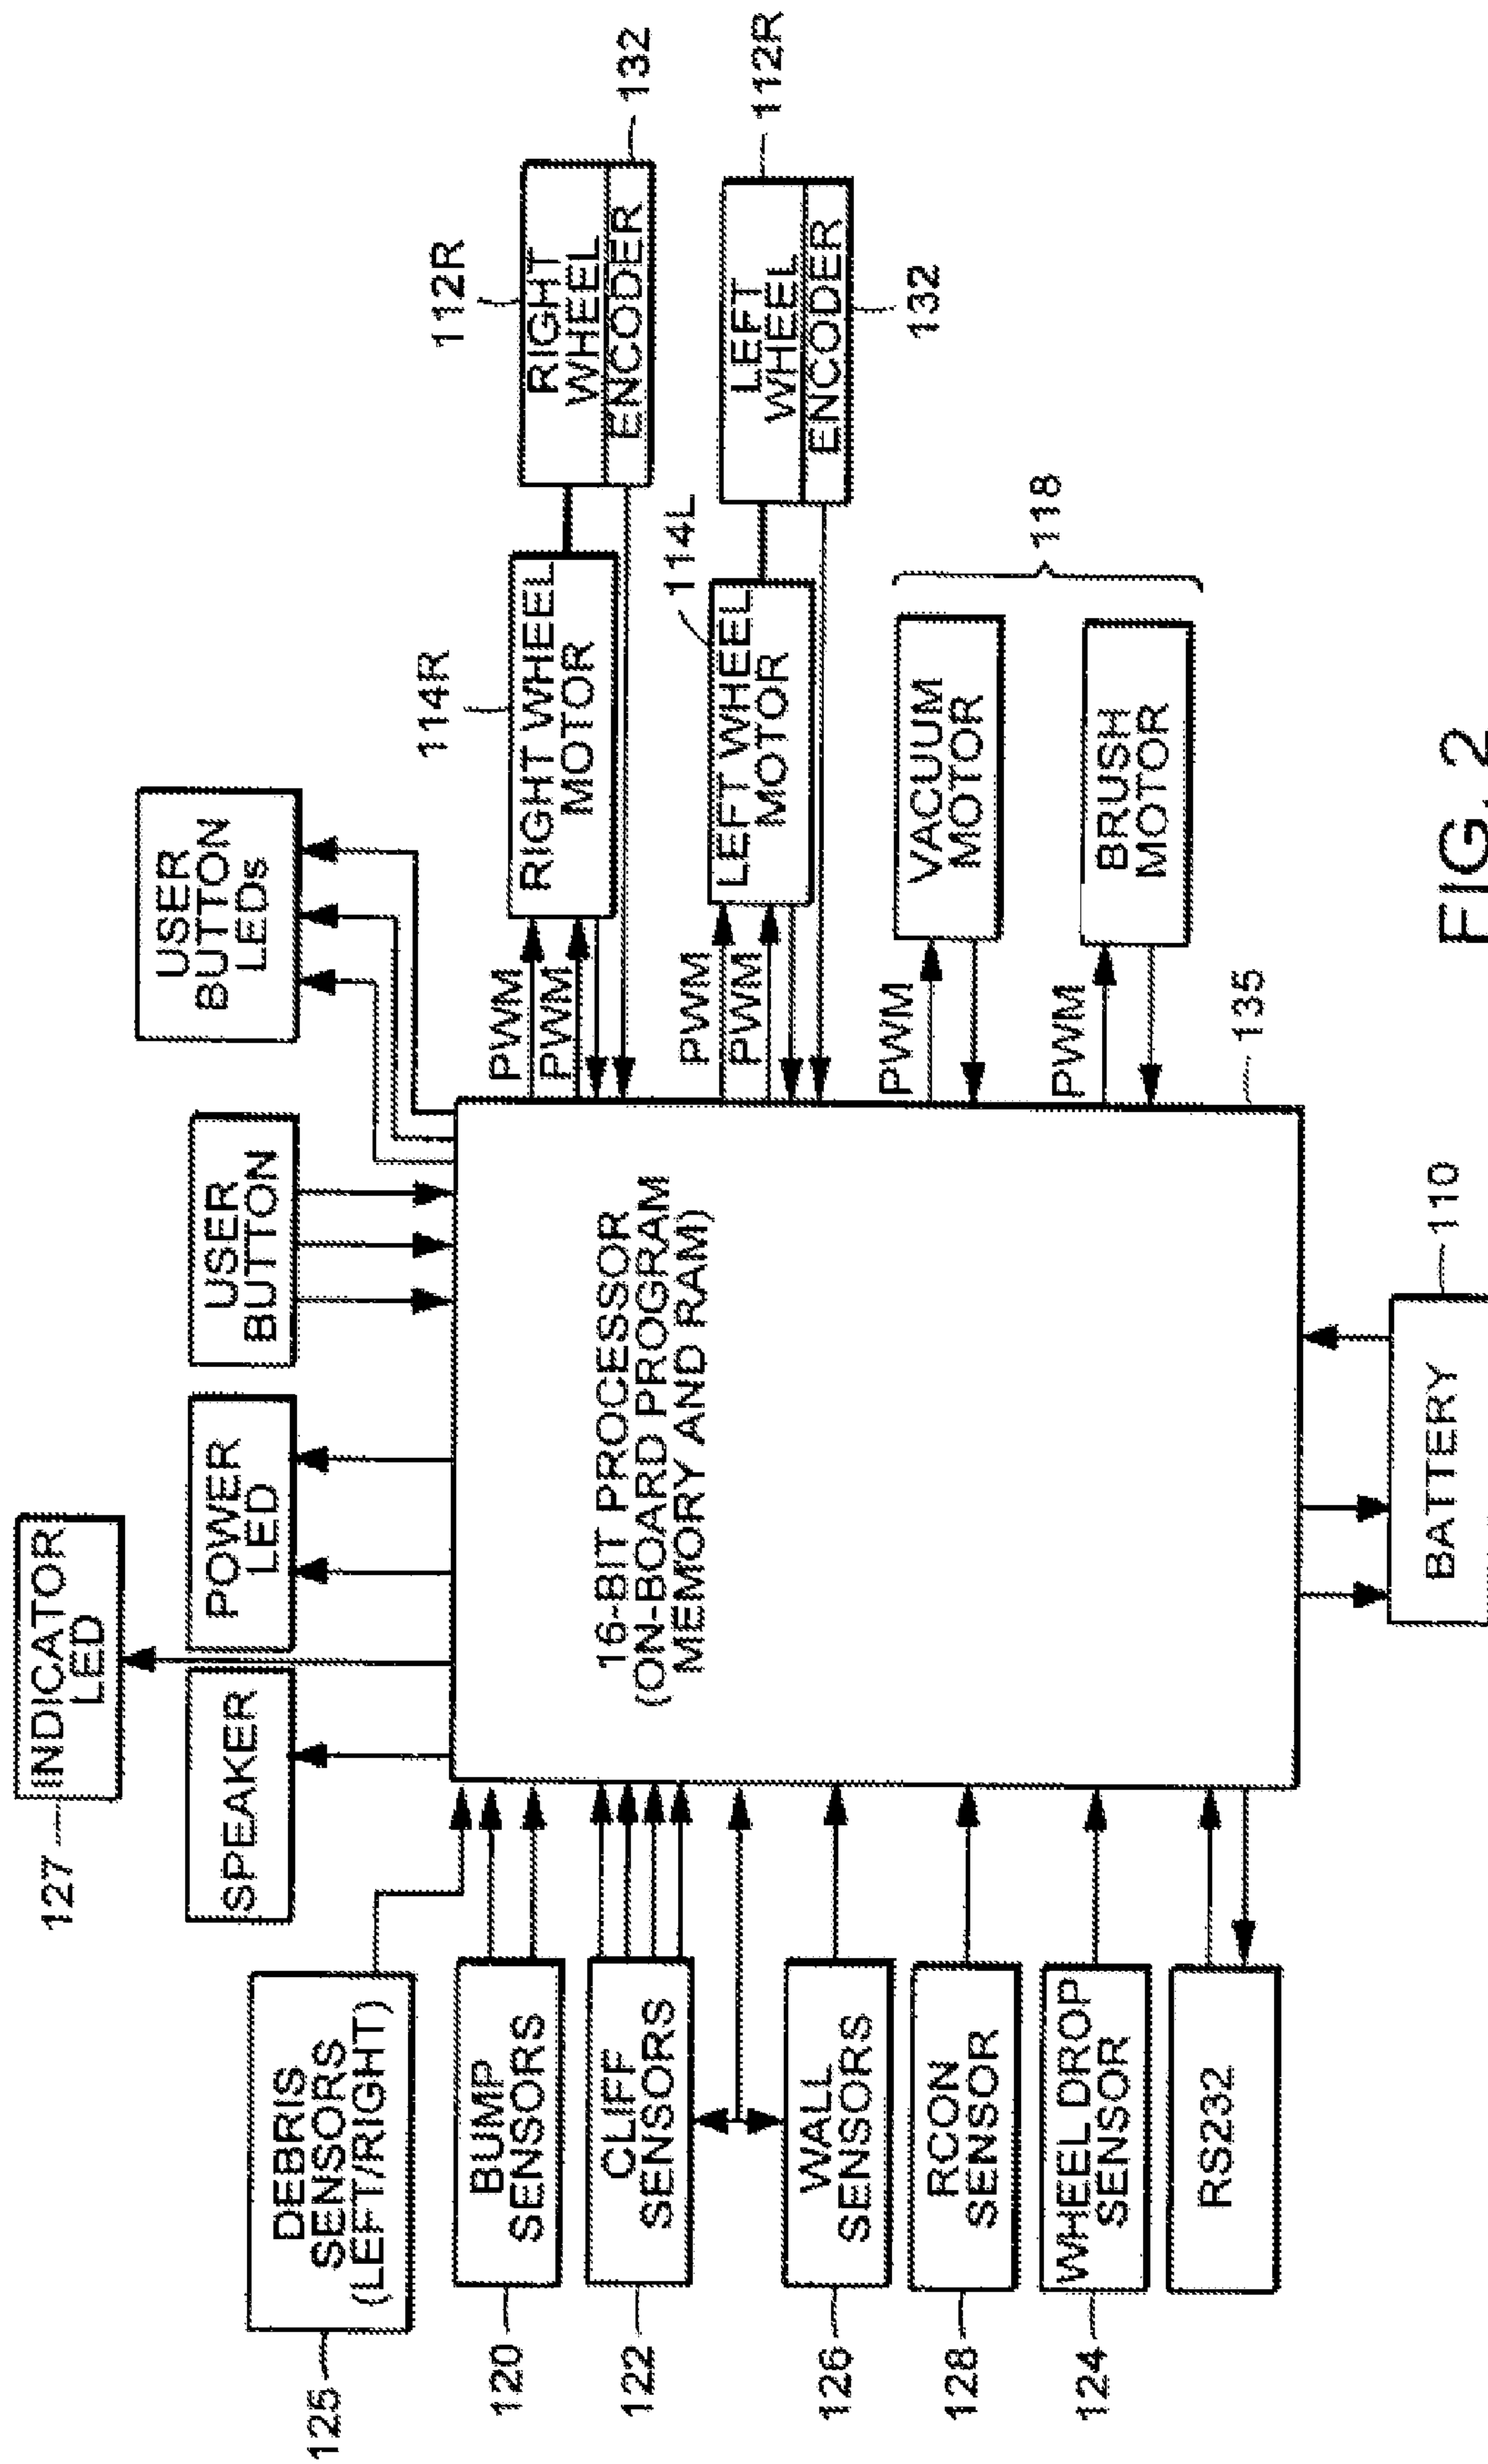 127
INDICATOR
LED
SPEAKER
POWER
LED
USER
BUTTON
USER
BUTTON
LEDs
125
DEBRIS
SENSORS
(LEFT/RIGHT)
120
BUMP
SENSORS
122
CLIFF
SENSORS
126
WALL
SENSORS
128
RCON
SENSOR
124
WHEEL DROP
SENSOR
RS232
16-BIT PROCESSOR
(ON-BOARD PROGRAM
MEMORY AND RAM)
135
PWM
PWM
114R
RIGHT WHEEL
MOTOR
112R
RIGHT
WHEEL
ENCODER
132
PWM
PWM
114L
LEFT WHEEL
MOTOR
112R
LEFT
WHEEL
ENCODER
132
PWM
VACUUM
MOTOR
118
PWM
BRUSH
MOTOR
110
BATTERY
FIG. 2